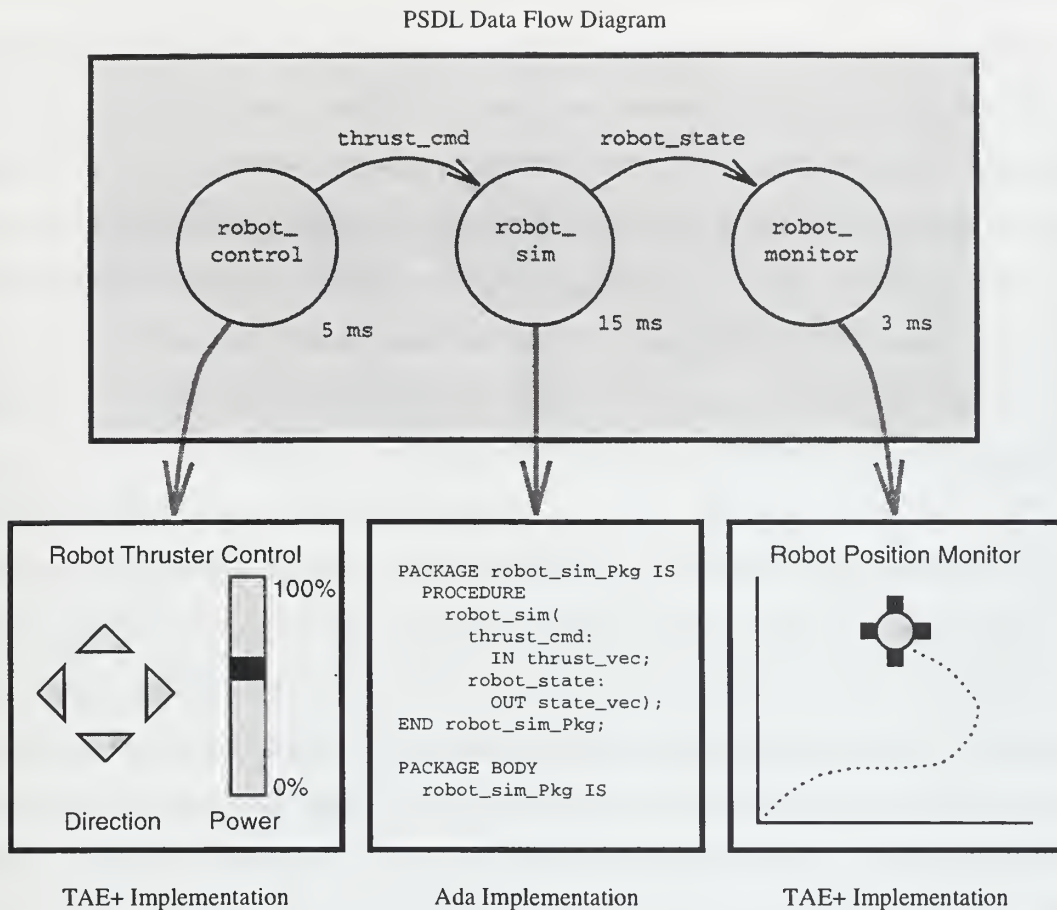 PSDL Data Flow Diagram
thrust_cmd
robot_state
robot_
control
robot_
sim
robot_
monitor
5 ms
15 ms
3 ms
Robot Thruster Control
100%
0%
Direction
Power
PACKAGE robot_sim_Pkg IS
PROCEDURE
robot_sim(
thrust_cmd:
IN thrust_vec;
robot_state:
OUT state_vec);
END robot_sim_Pkg;
PACKAGE BODY
robot_sim_Pkg IS
Robot Position Monitor
TAE+ Implementation
Ada Implementation
TAE+ Implementation